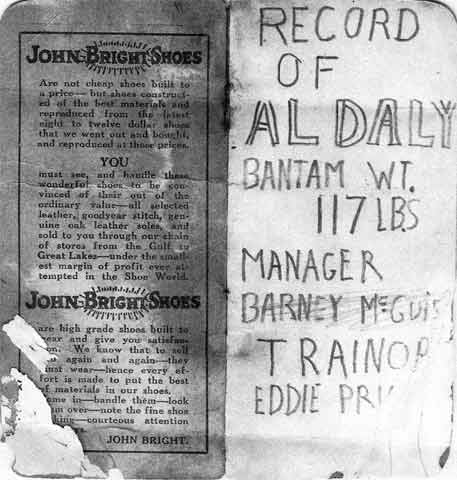 JOHN BRIGHT SHOES
Are not cheap shoes built to
a price—but shoes construct-
ed of the best materials and
reproduced from the latest
eight to twelve dollar shoes
that we went out and bought,
and reproduced at these prices.
YOU
must see, and handle these
wonderful shoes to be con-
vinced of their out of the
ordinary value—all selected
leather, goodyear stitch, gen-
uine oak leather soles, and
sold to you through our chain
of stores from the Gulf to
Great Lakes—under the small-
est margin of profit ever at-
tempted in the Shoe World.
JOHN BRIGHT SHOES
are high grade shoes built to
wear and give you satisfac-
on. We know that to sell
again and again—they
ust wear—hence every ef-
fort is made to put the best
of materials in our shoes.
ome in—handle them—look
em over—note the fine shoe
king—courteous attention
JOHN BRIGHT.
RECORD
OF
AL DALY
BANTAM WT.
117 LBS
MANAGER
BARNEY McGUIS
TRAINOR
EDDIE PRI